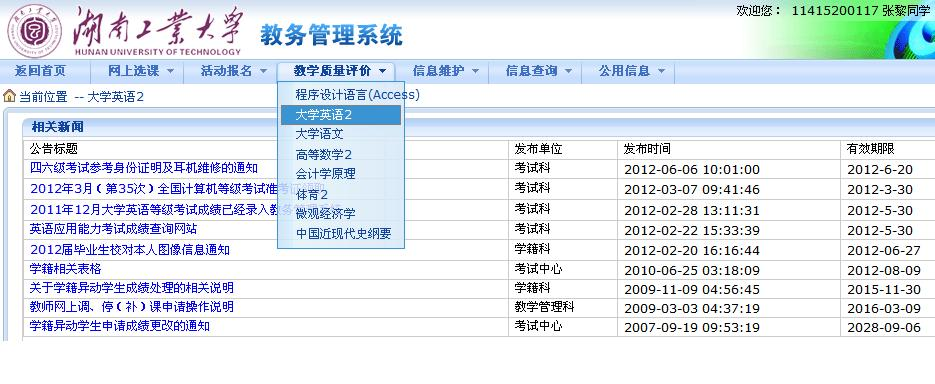 湖南工业大学
HUNAN UNIVERSITY OF TECHNOLOGY
教务管理系统
欢迎您： 11415200117 张黎同学
返回首页 网上选课 活动报名 教学质量评价 信息维护 信息查询 公用信息
当前位置 -- 大学英语2
程序设计语言(Access)
大学英语2
大学语文
高等数学2
会计学原理
体育2
微观经济学
中国近现代史纲要
相关新闻
公告标题 发布单位 发布时间 有效期限
四六级考试参考身份证明及耳机维修的通知 考试科 2012-06-06 10:01:00 2012-6-20
2012年3月（第35次）全国计算机等级考试准考证 考试科 2012-03-07 09:41:46 2012-3-30
2011年12月大学英语等级考试成绩已经录入教务 考试科 2012-02-28 13:11:31 2012-5-30
英语应用能力考试成绩查询网站 考试科 2012-02-22 15:33:39 2012-5-30
2012届毕业生校对本人图像信息通知 学籍科 2012-02-20 16:16:44 2012-06-27
学籍相关表格 考试中心 2010-06-25 03:18:09 2012-08-09
关于学籍异动学生成绩处理的相关说明 学籍科 2009-11-09 04:56:45 2015-11-30
教师网上调、停（补）课申请操作说明 教学管理科 2009-03-03 04:37:19 2016-03-09
学籍异动学生申请成绩更改的通知 考试中心 2007-09-19 09:53:19 2028-09-06